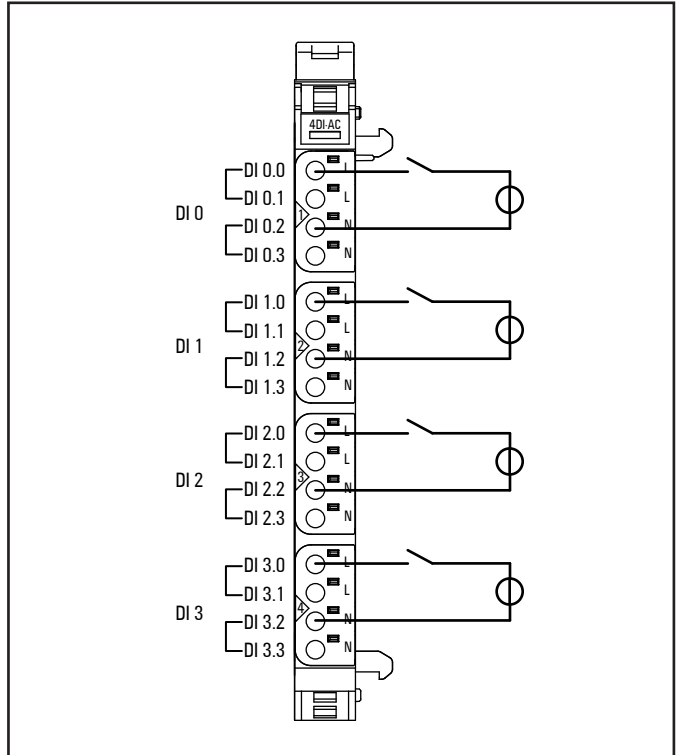 4DI-AC
DI 0
DI 0.0 L
DI 0.1 L
1
DI 0.2 N
DI 0.3 N
DI 1
DI 1.0 L
DI 1.1 L
2
DI 1.2 N
DI 1.3 N
DI 2
DI 2.0 L
DI 2.1 L
3
DI 2.2 N
DI 2.3 N
DI 3
DI 3.0 L
DI 3.1 L
4
DI 3.2 N
DI 3.3 N